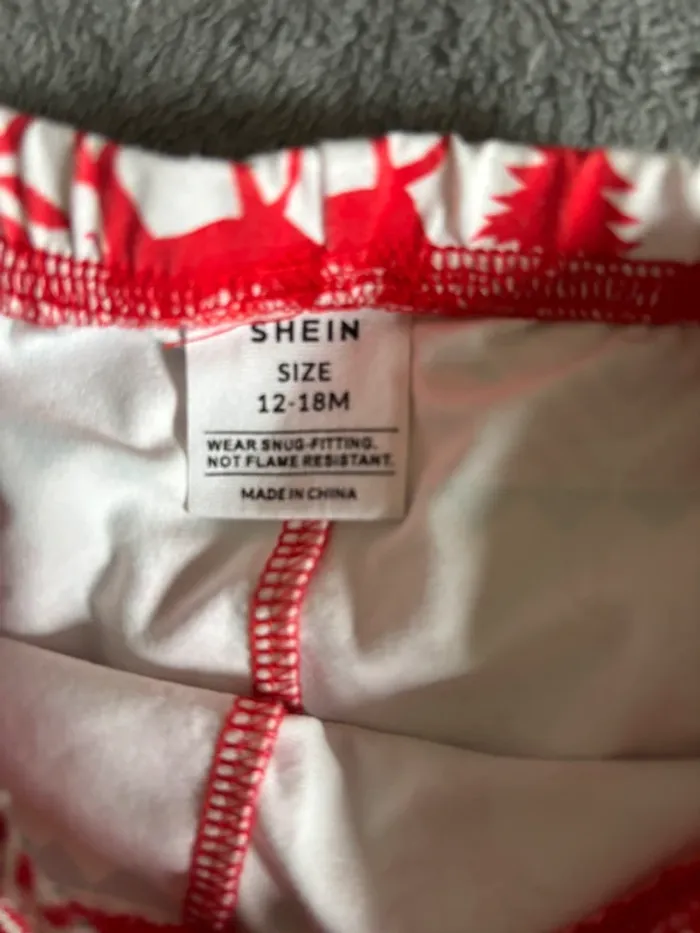 SHEIN
SIZE
12-18M
WEAR SNUG-FITTING.
NOT FLAME RESISTANT.
MADE IN CHINA